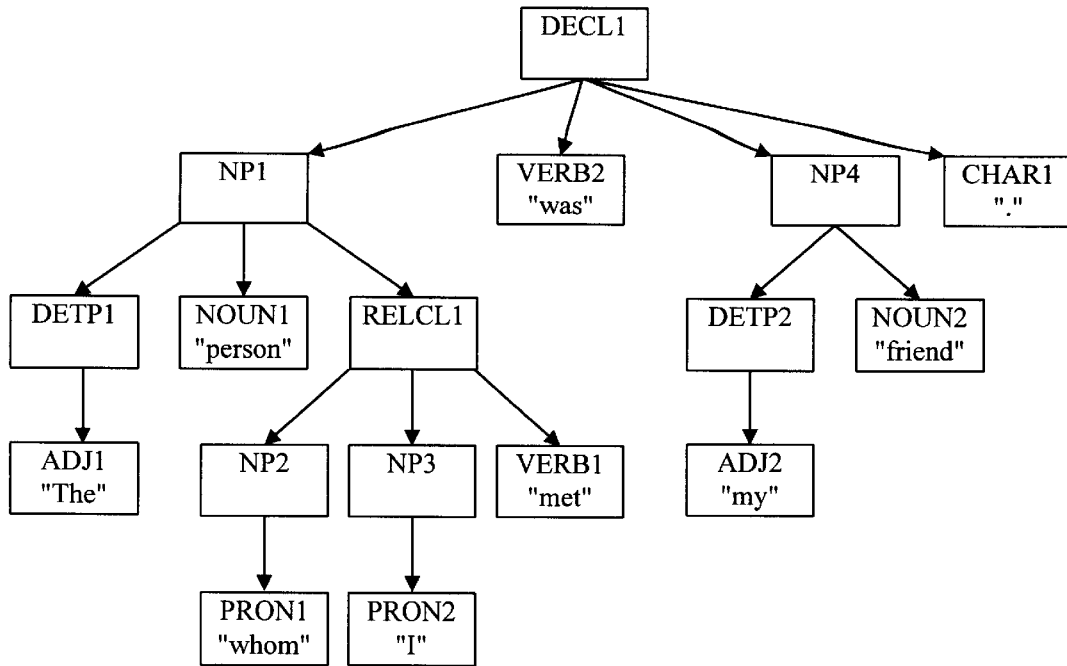 DECL1
NP1
VERB2
"was"
NP4
CHAR1
"."
DETP1
NOUN1
"person"
RELCL1
DETP2
NOUN2
"friend"
ADJ1
"The"
NP2
NP3
VERB1
"met"
ADJ2
"my"
PRON1
"whom"
PRON2
"I"